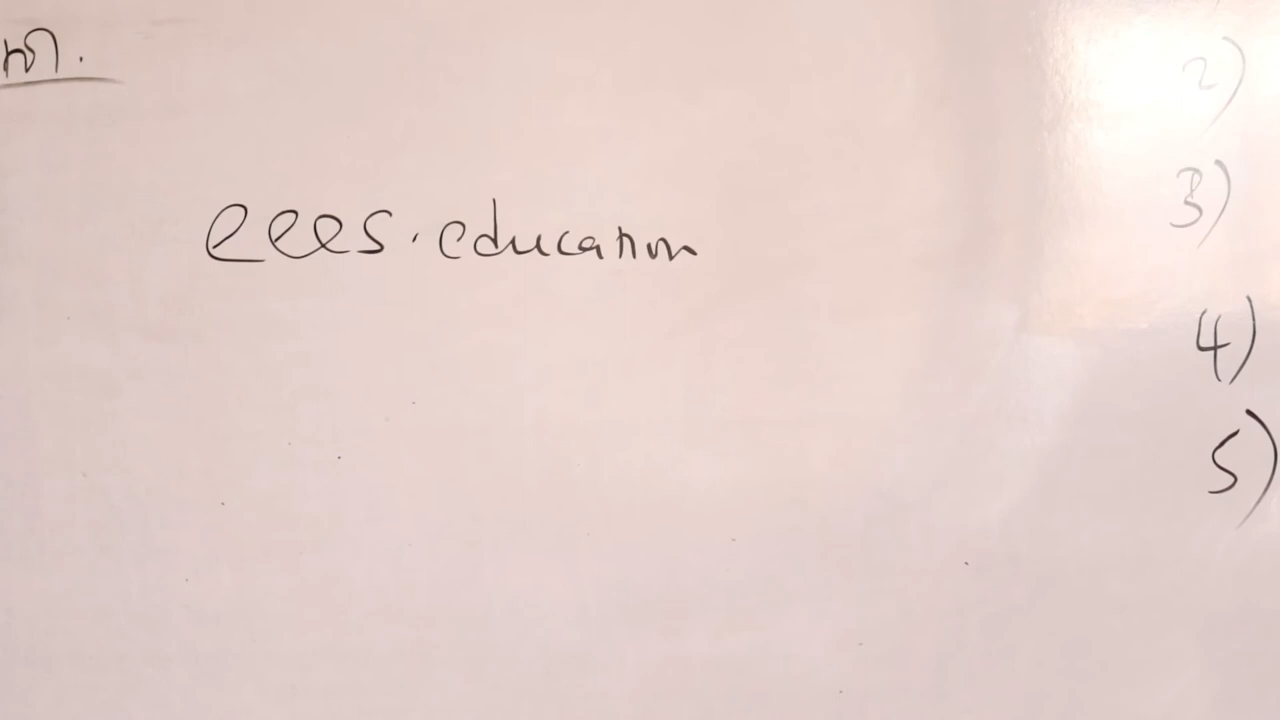 eees.education
2)
3)
4)
5)